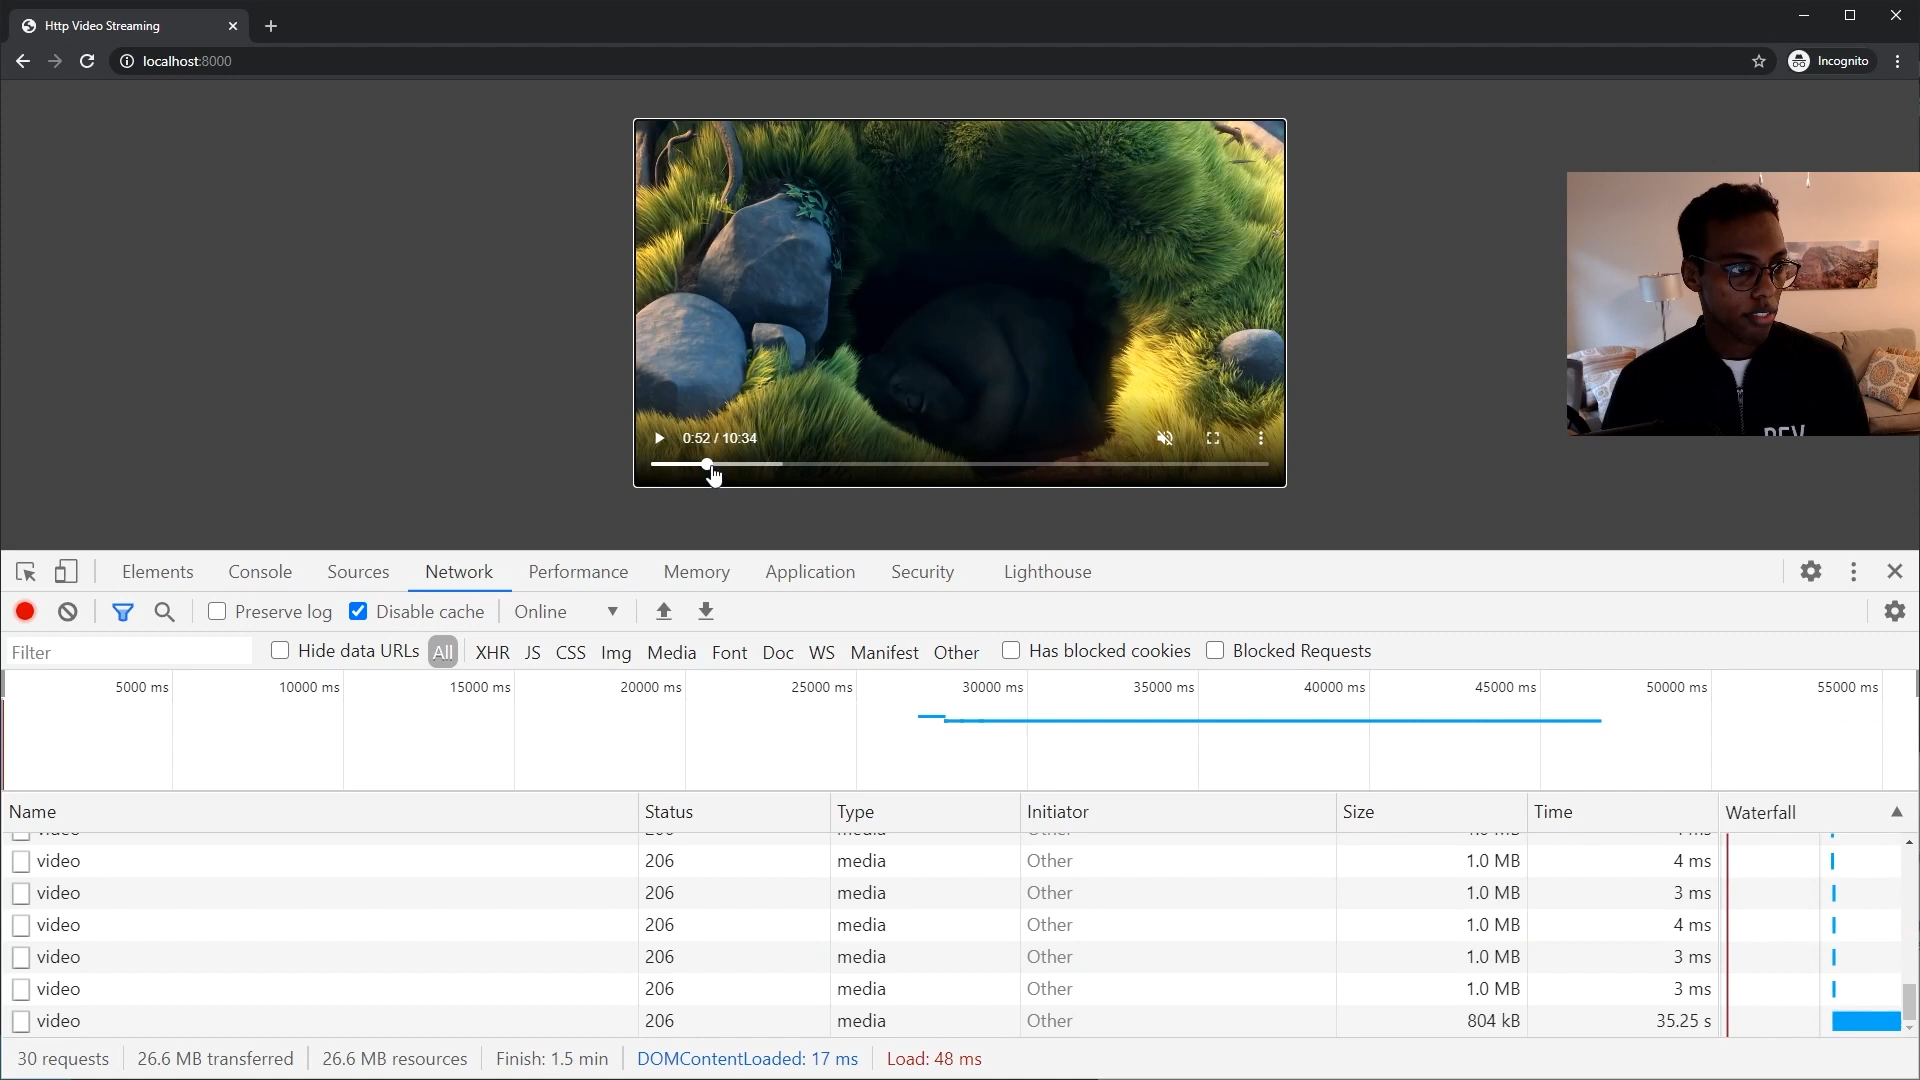 Http Video Streaming
localhost:8000
Incognito
0:52 / 10:34
DEV
Elements Console Sources Network Performance Memory Application Security Lighthouse
Preserve log Disable cache Online
Filter Hide data URLs All XHR JS CSS Img Media Font Doc WS Manifest Other Has blocked cookies Blocked Requests
5000 ms 10000 ms 15000 ms 20000 ms 25000 ms 30000 ms 35000 ms 40000 ms 45000 ms 50000 ms 55000 ms
Name Status Type Initiator Size Time Waterfall
video 206 media Other 1.0 MB 4 ms
video 206 media Other 1.0 MB 3 ms
video 206 media Other 1.0 MB 4 ms
video 206 media Other 1.0 MB 3 ms
video 206 media Other 1.0 MB 3 ms
video 206 media Other 804 kB 35.25 s
30 requests 26.6 MB transferred 26.6 MB resources Finish: 1.5 min DOMContentLoaded: 17 ms Load: 48 ms